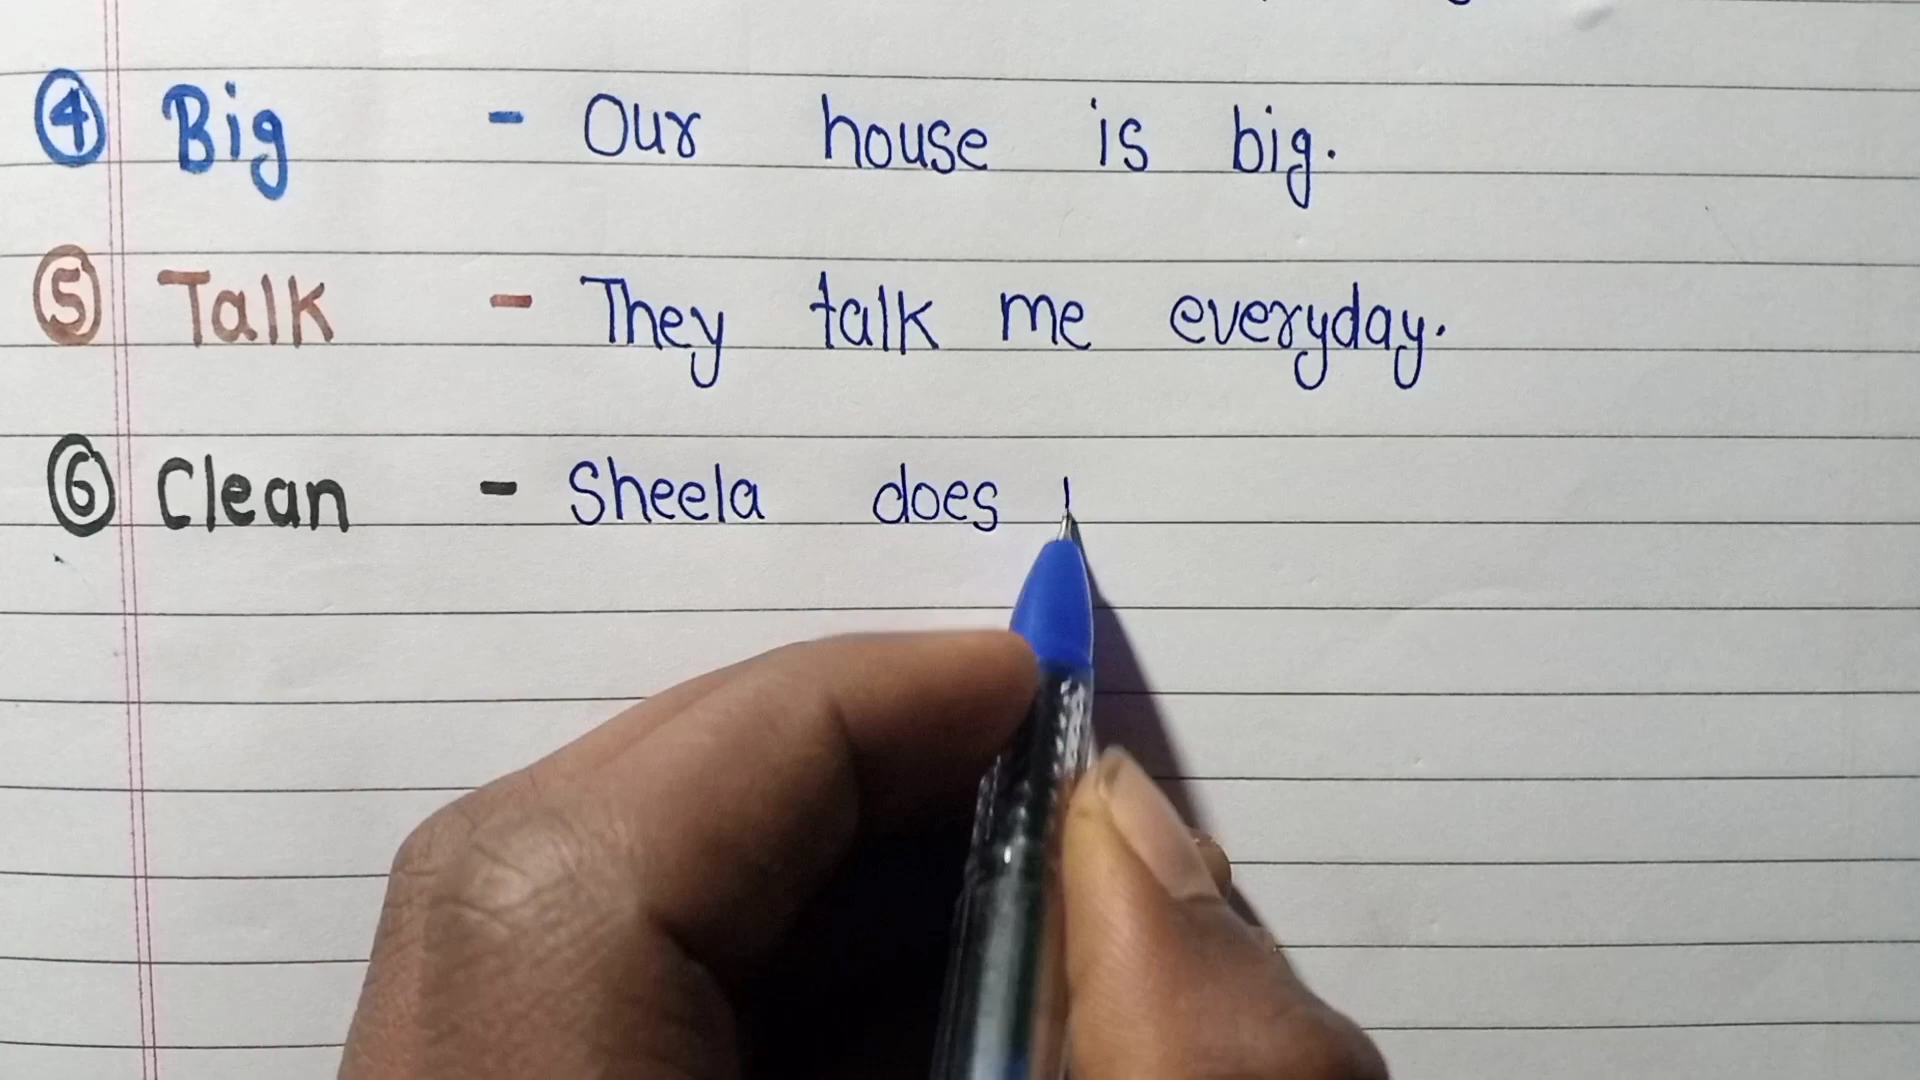 ④ Big - Our house is big.
⑤ Talk - They talk me everyday.
⑥ Clean - Sheela does